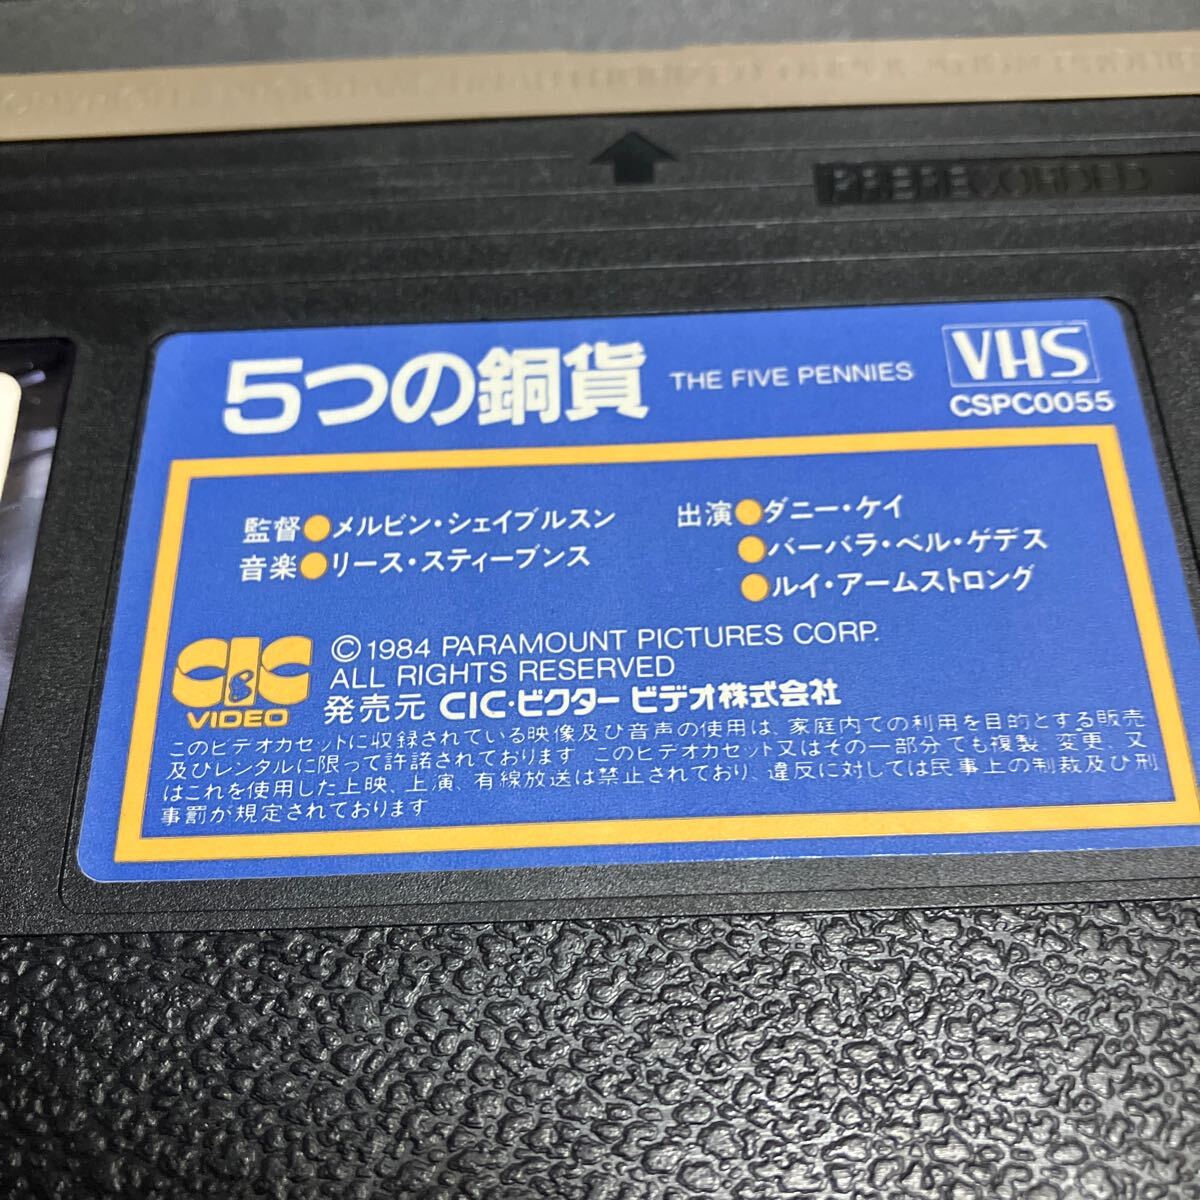 PRERECORDED
5つの銅貨 THE FIVE PENNIES
VHS
CSPC0055
監督●メルビン・シェイブルスン
音楽●リース・スティーブンス
出演●ダニー・ケイ
●バーバラ・ベル・ゲデス
●ルイ・アームストロング
CIC
VIDEO
©1984 PARAMOUNT PICTURES CORP.
ALL RIGHTS RESERVED
発売元 CIC・ビクター ビデオ株式会社
このビデオカセットに収録されている映像及び音声の使用は、家庭内での利用を目的とする販売
及びレンタルに限って許諾されております このビデオカセット又はその一部分でも複製、変更、又
はこれを使用した上映、上演、有線放送は禁止されており、違反に対しては民事上の制裁及び刑
事罰が規定されております